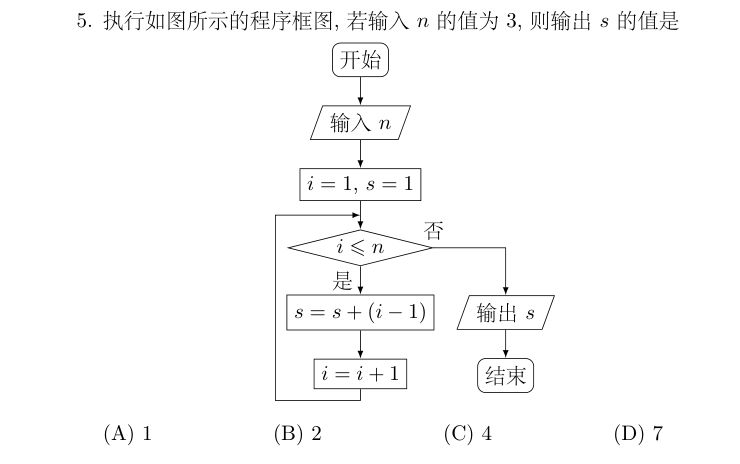 5. 执行如图所示的程序框图, 若输入 n 的值为 3, 则输出 s 的值是
开始
输入 n
i = 1, s = 1
否
i ⩽ n
是
s = s + (i − 1)
输出 s
i = i + 1
结束
(A) 1 (B) 2 (C) 4 (D) 7